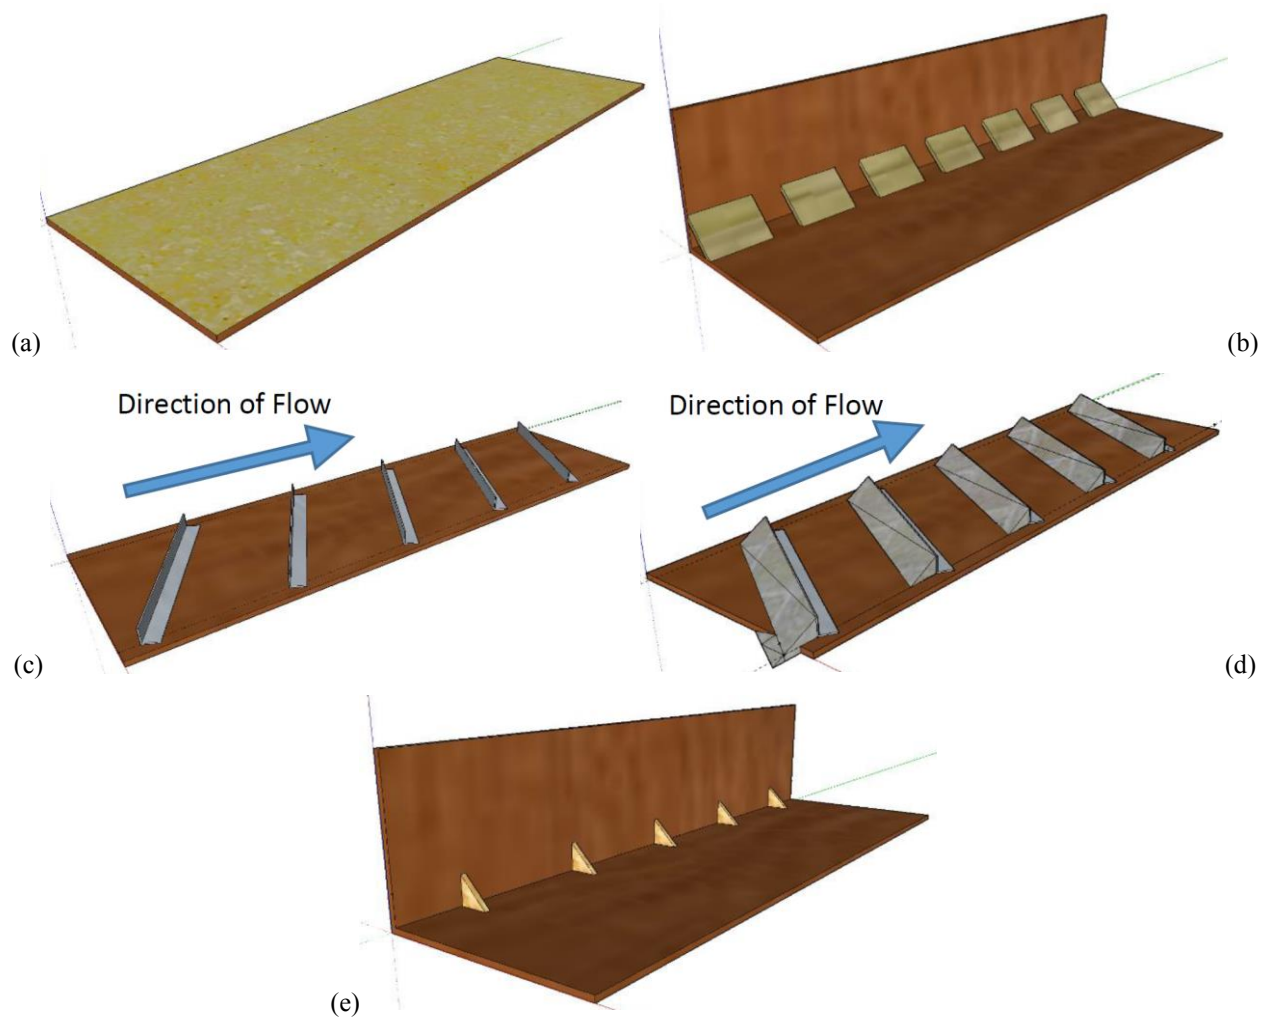 (a)
(b)
Direction of Flow
Direction of Flow
(c)
(d)
(e)